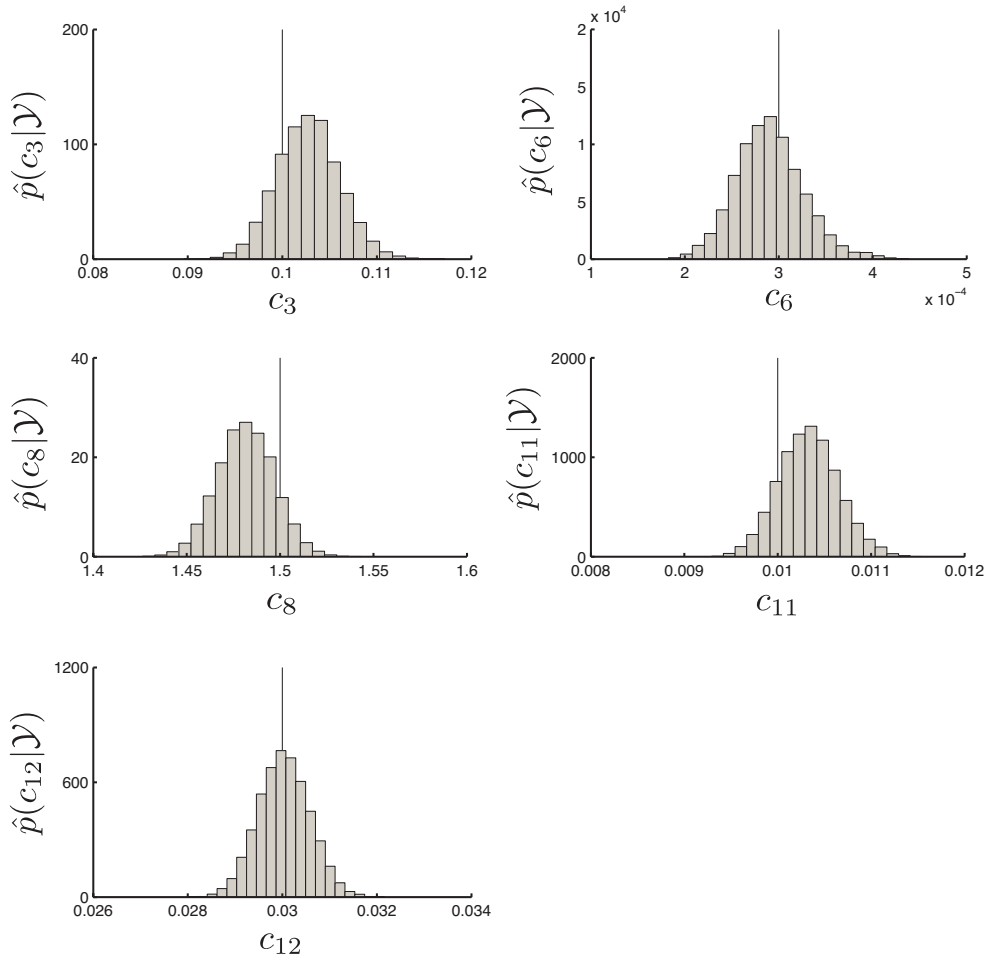 200
100
0
0.08 0.09 0.1 0.11 0.12
p̂(c₃|𝒴)
c₃
x 10⁴
2
5
1
5
0
1 2 3 4 5
x 10⁻⁴
p̂(c₆|𝒴)
c₆
40
20
0
1.4 1.45 1.5 1.55 1.6
p̂(c₈|𝒴)
c₈
2000
1000
0
0.008 0.009 0.01 0.011 0.012
p̂(c₁₁|𝒴)
c₁₁
1200
600
0
0.026 0.028 0.03 0.032 0.034
p̂(c₁₂|𝒴)
c₁₂